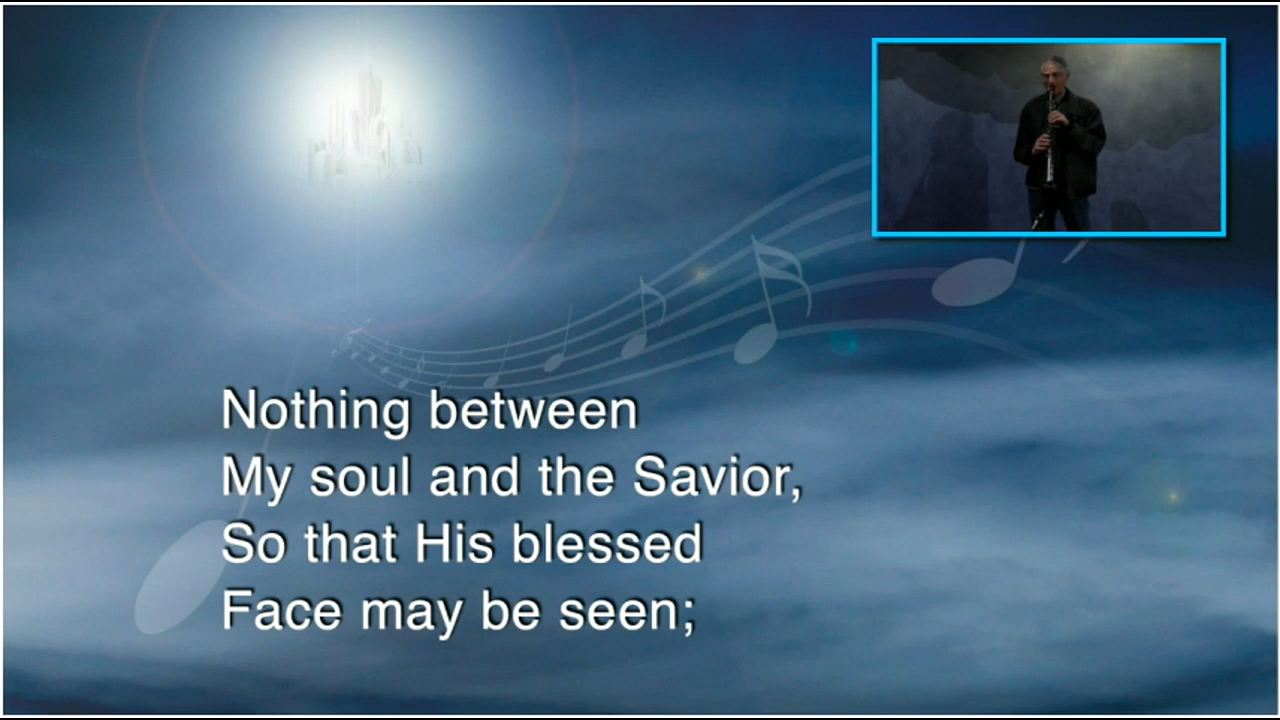 Nothing between
My soul and the Savior,
So that His blessed
Face may be seen;